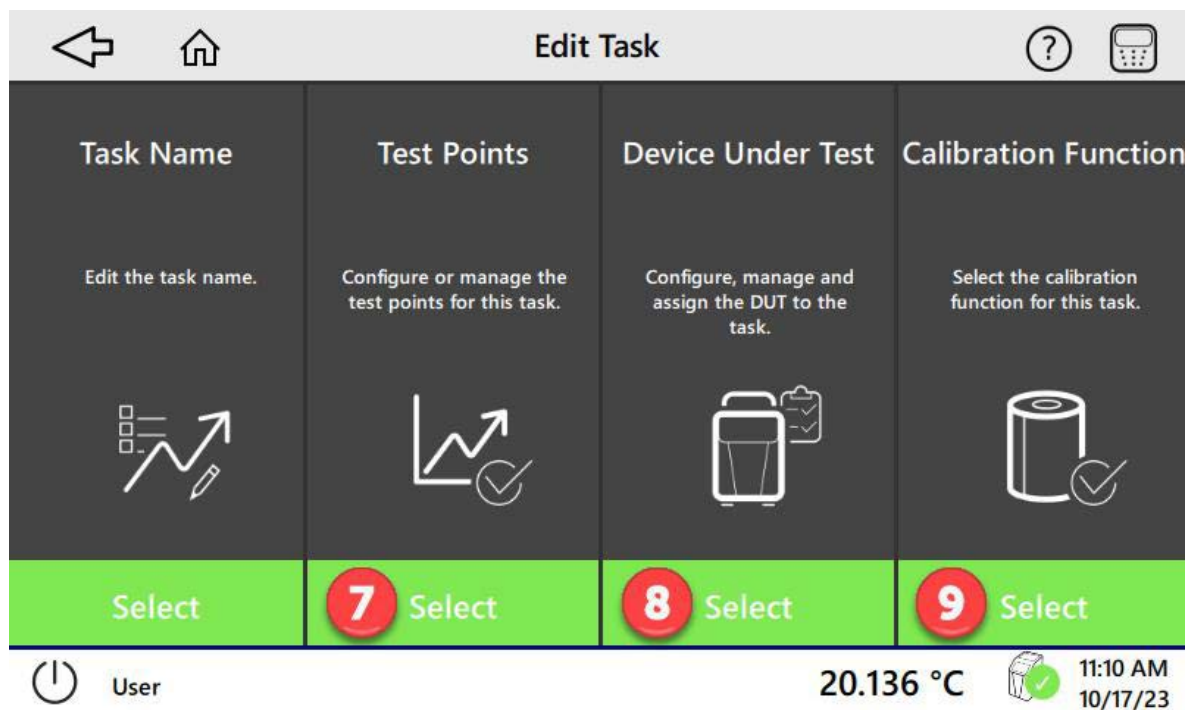 Edit Task
?
Task Name
Test Points
Device Under Test
Calibration Function
Edit the task name.
Configure or manage the
test points for this task.
Configure, manage and
assign the DUT to the
task.
Select the calibration
function for this task.
Select
7 Select
8 Select
9 Select
User
20.136 °C
11:10 AM
10/17/23